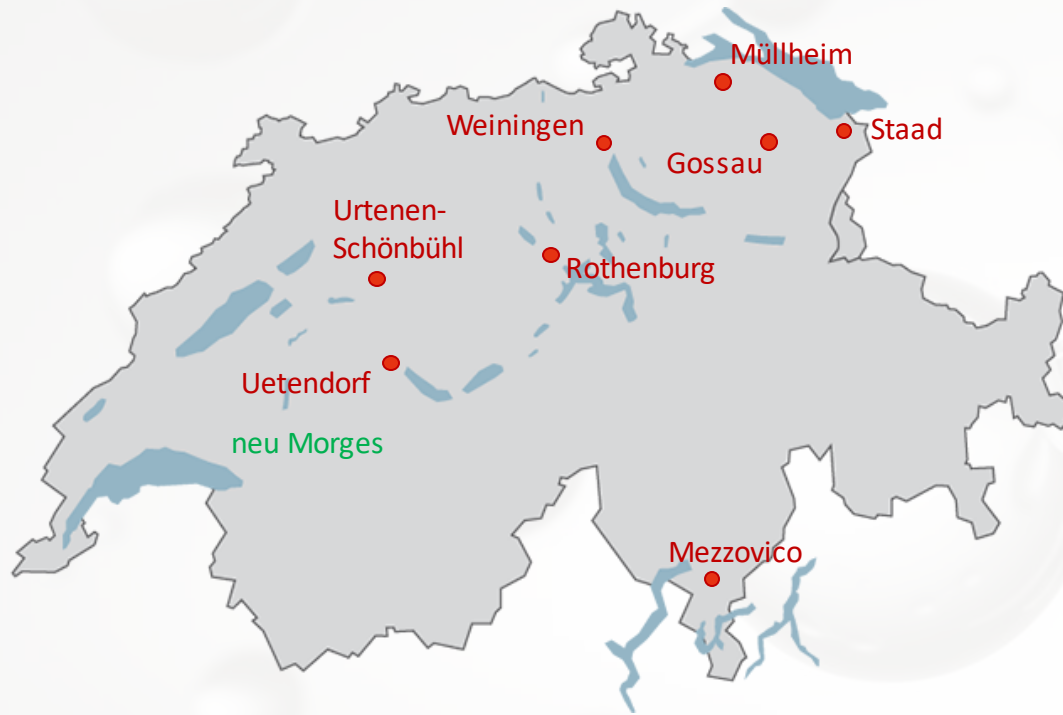 Müllheim
Weiningen
Staad
Gossau
Urtenen-
Schönbühl
Rothenburg
Uetendorf
neu Morges
Mezzovico